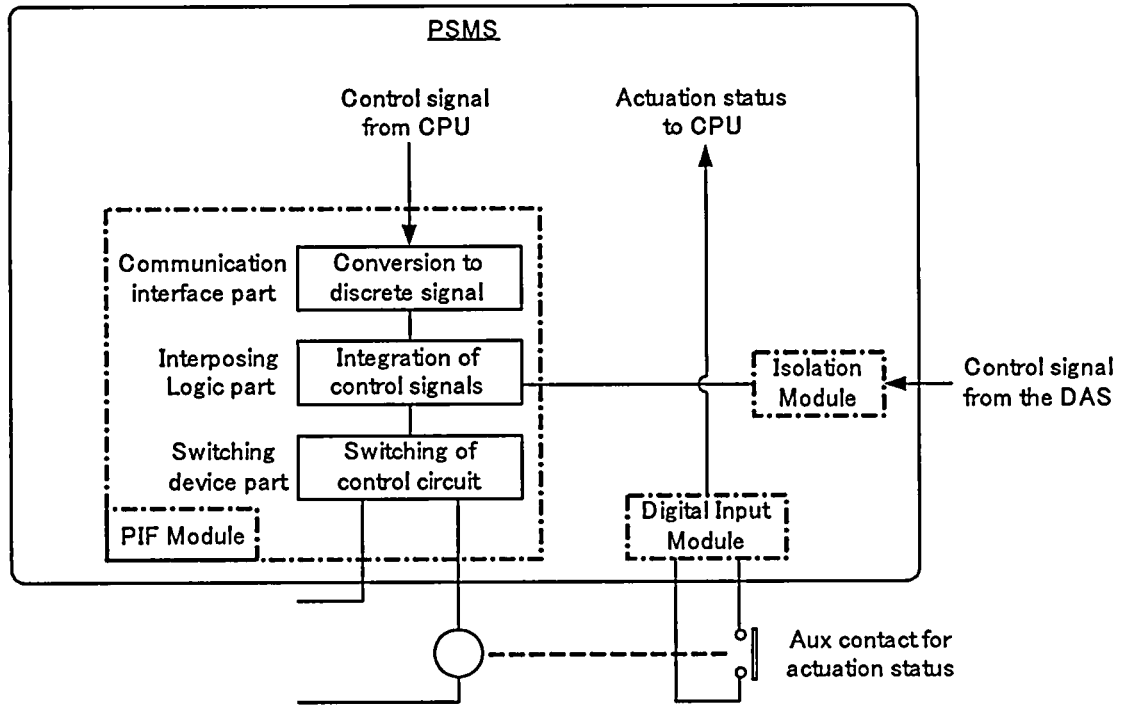 PSMS
Control signal
from CPU
Actuation status
to CPU
Communication
interface part
Conversion to
discrete signal
Interposing
Logic part
Integration of
control signals
Isolation
Module
Control signal
from the DAS
Switching
device part
Switching of
control circuit
PIF Module
Digital Input
Module
Aux contact for
actuation status